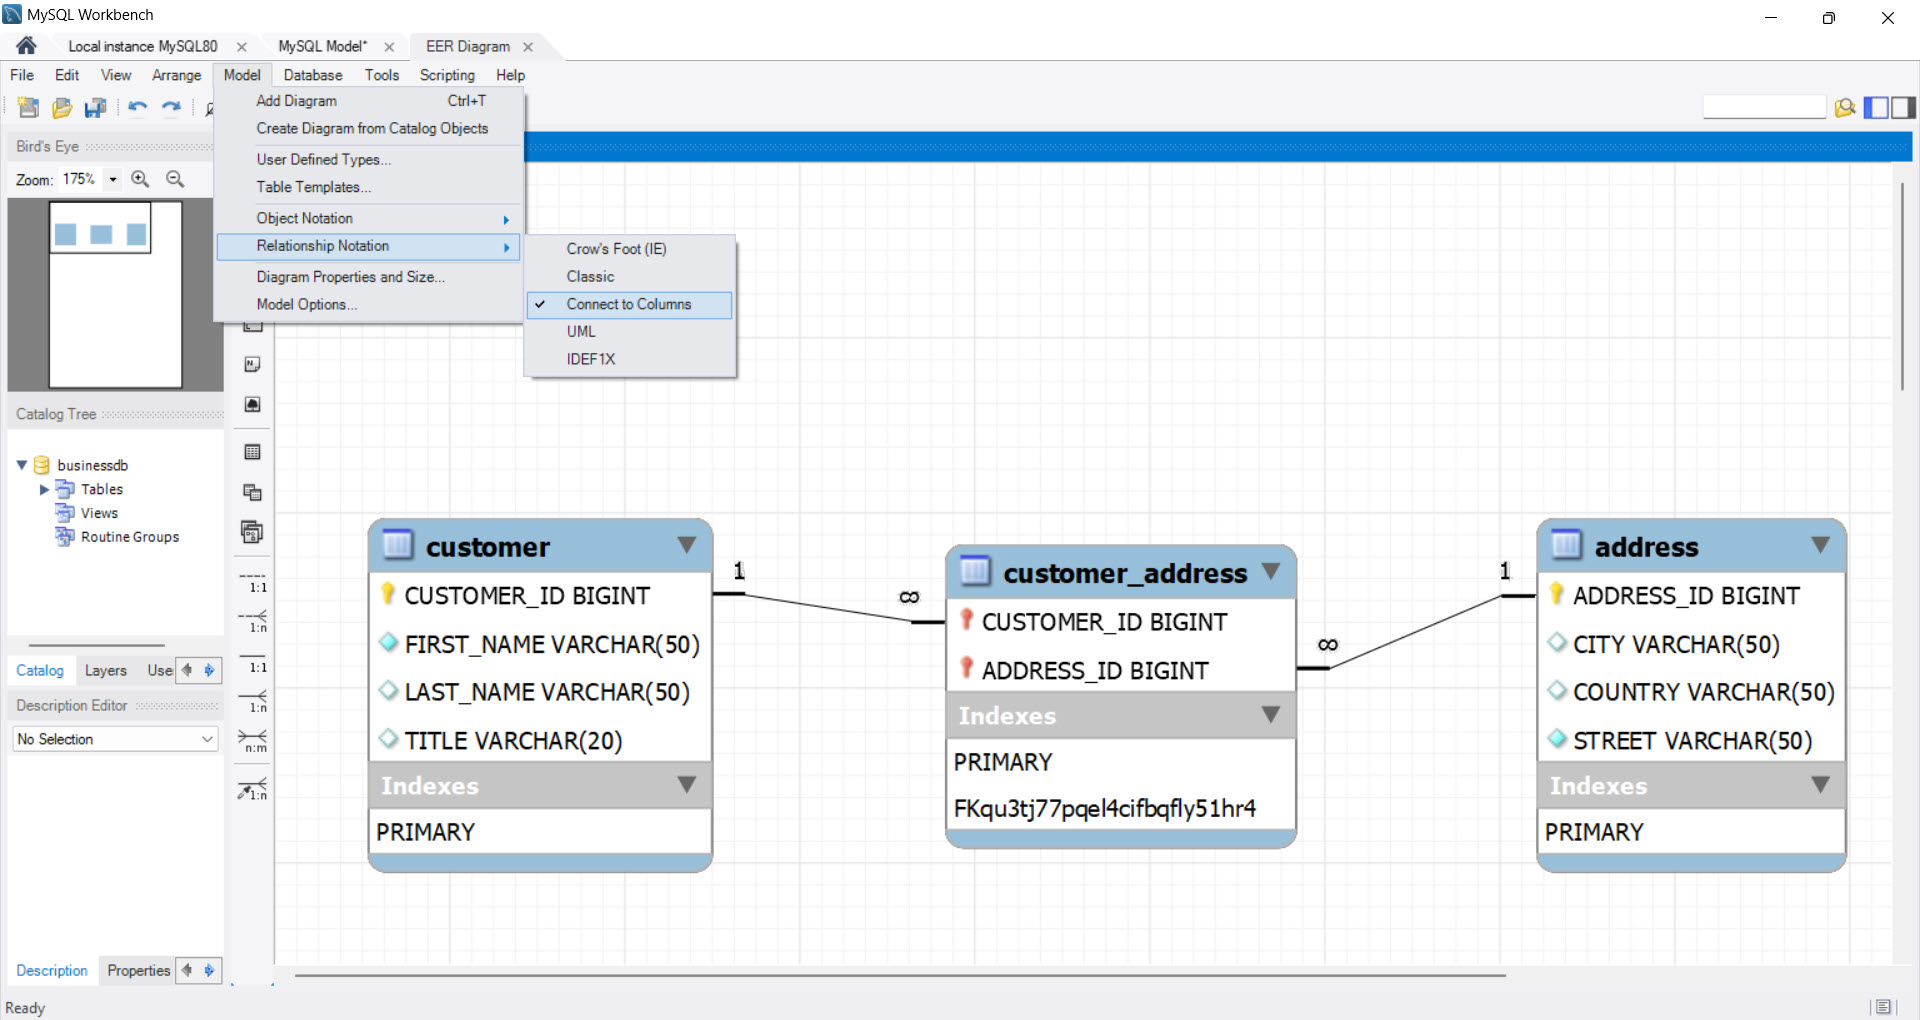 MySQL Workbench
Local instance MySQL80
MySQL Model*
EER Diagram
File Edit View Arrange Model Database Tools Scripting Help
Add Diagram Ctrl+T
Create Diagram from Catalog Objects
User Defined Types...
Table Templates...
Object Notation
Relationship Notation
Diagram Properties and Size...
Model Options...
Crow's Foot (IE)
Classic
Connect to Columns
UML
IDEF1X
Bird's Eye
Zoom: 175%
Catalog Tree
businessdb
Tables
Views
Routine Groups
Catalog Layers Use
Description Editor
No Selection
Description Properties
Ready
1:1
1:n
1:1
1:n
n:m
1:n
customer
CUSTOMER_ID BIGINT
FIRST_NAME VARCHAR(50)
LAST_NAME VARCHAR(50)
TITLE VARCHAR(20)
Indexes
PRIMARY
1
∞
customer_address
CUSTOMER_ID BIGINT
ADDRESS_ID BIGINT
Indexes
PRIMARY
FKqu3tj77pqel4cifbqfly51hr4
∞
1
address
ADDRESS_ID BIGINT
CITY VARCHAR(50)
COUNTRY VARCHAR(50)
STREET VARCHAR(50)
Indexes
PRIMARY